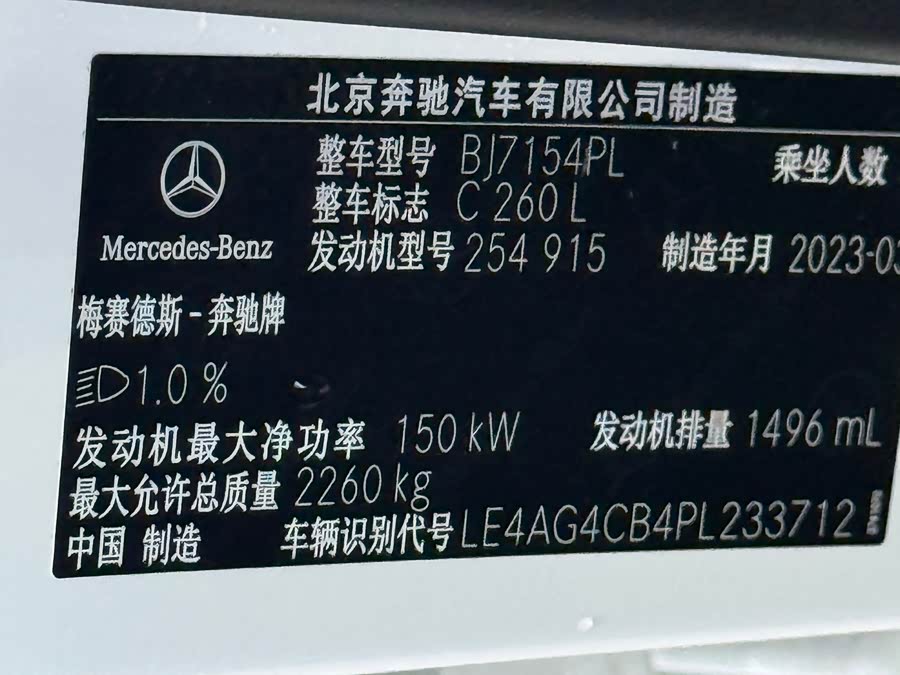 北京奔驰汽车有限公司制造
整车型号 BJ7154PL 乘坐人数
整车标志 C 260 L
发动机型号 254 915 制造年月 2023-03
Mercedes-Benz
梅赛德斯-奔驰牌
1.0 %
发动机最大净功率 150 kW 发动机排量 1496 mL
最大允许总质量 2260 kg
中国 制造 车辆识别代号 LE4AG4CB4PL233712